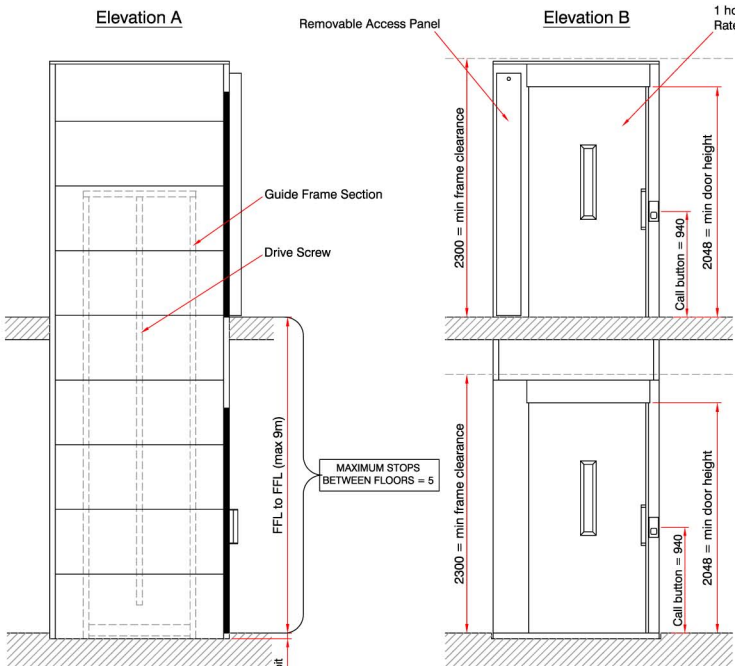 Elevation A
Elevation B
Removable Access Panel
1
Guide Frame Section
Drive Screw
2300 = min frame clearance
Call button = 940
2048 = min door height
FFL to FFL (max 9m)
MAXIMUM STOPS
BETWEEN FLOORS = 5
2300 = min frame clearance
Call button = 940
2048 = min door height